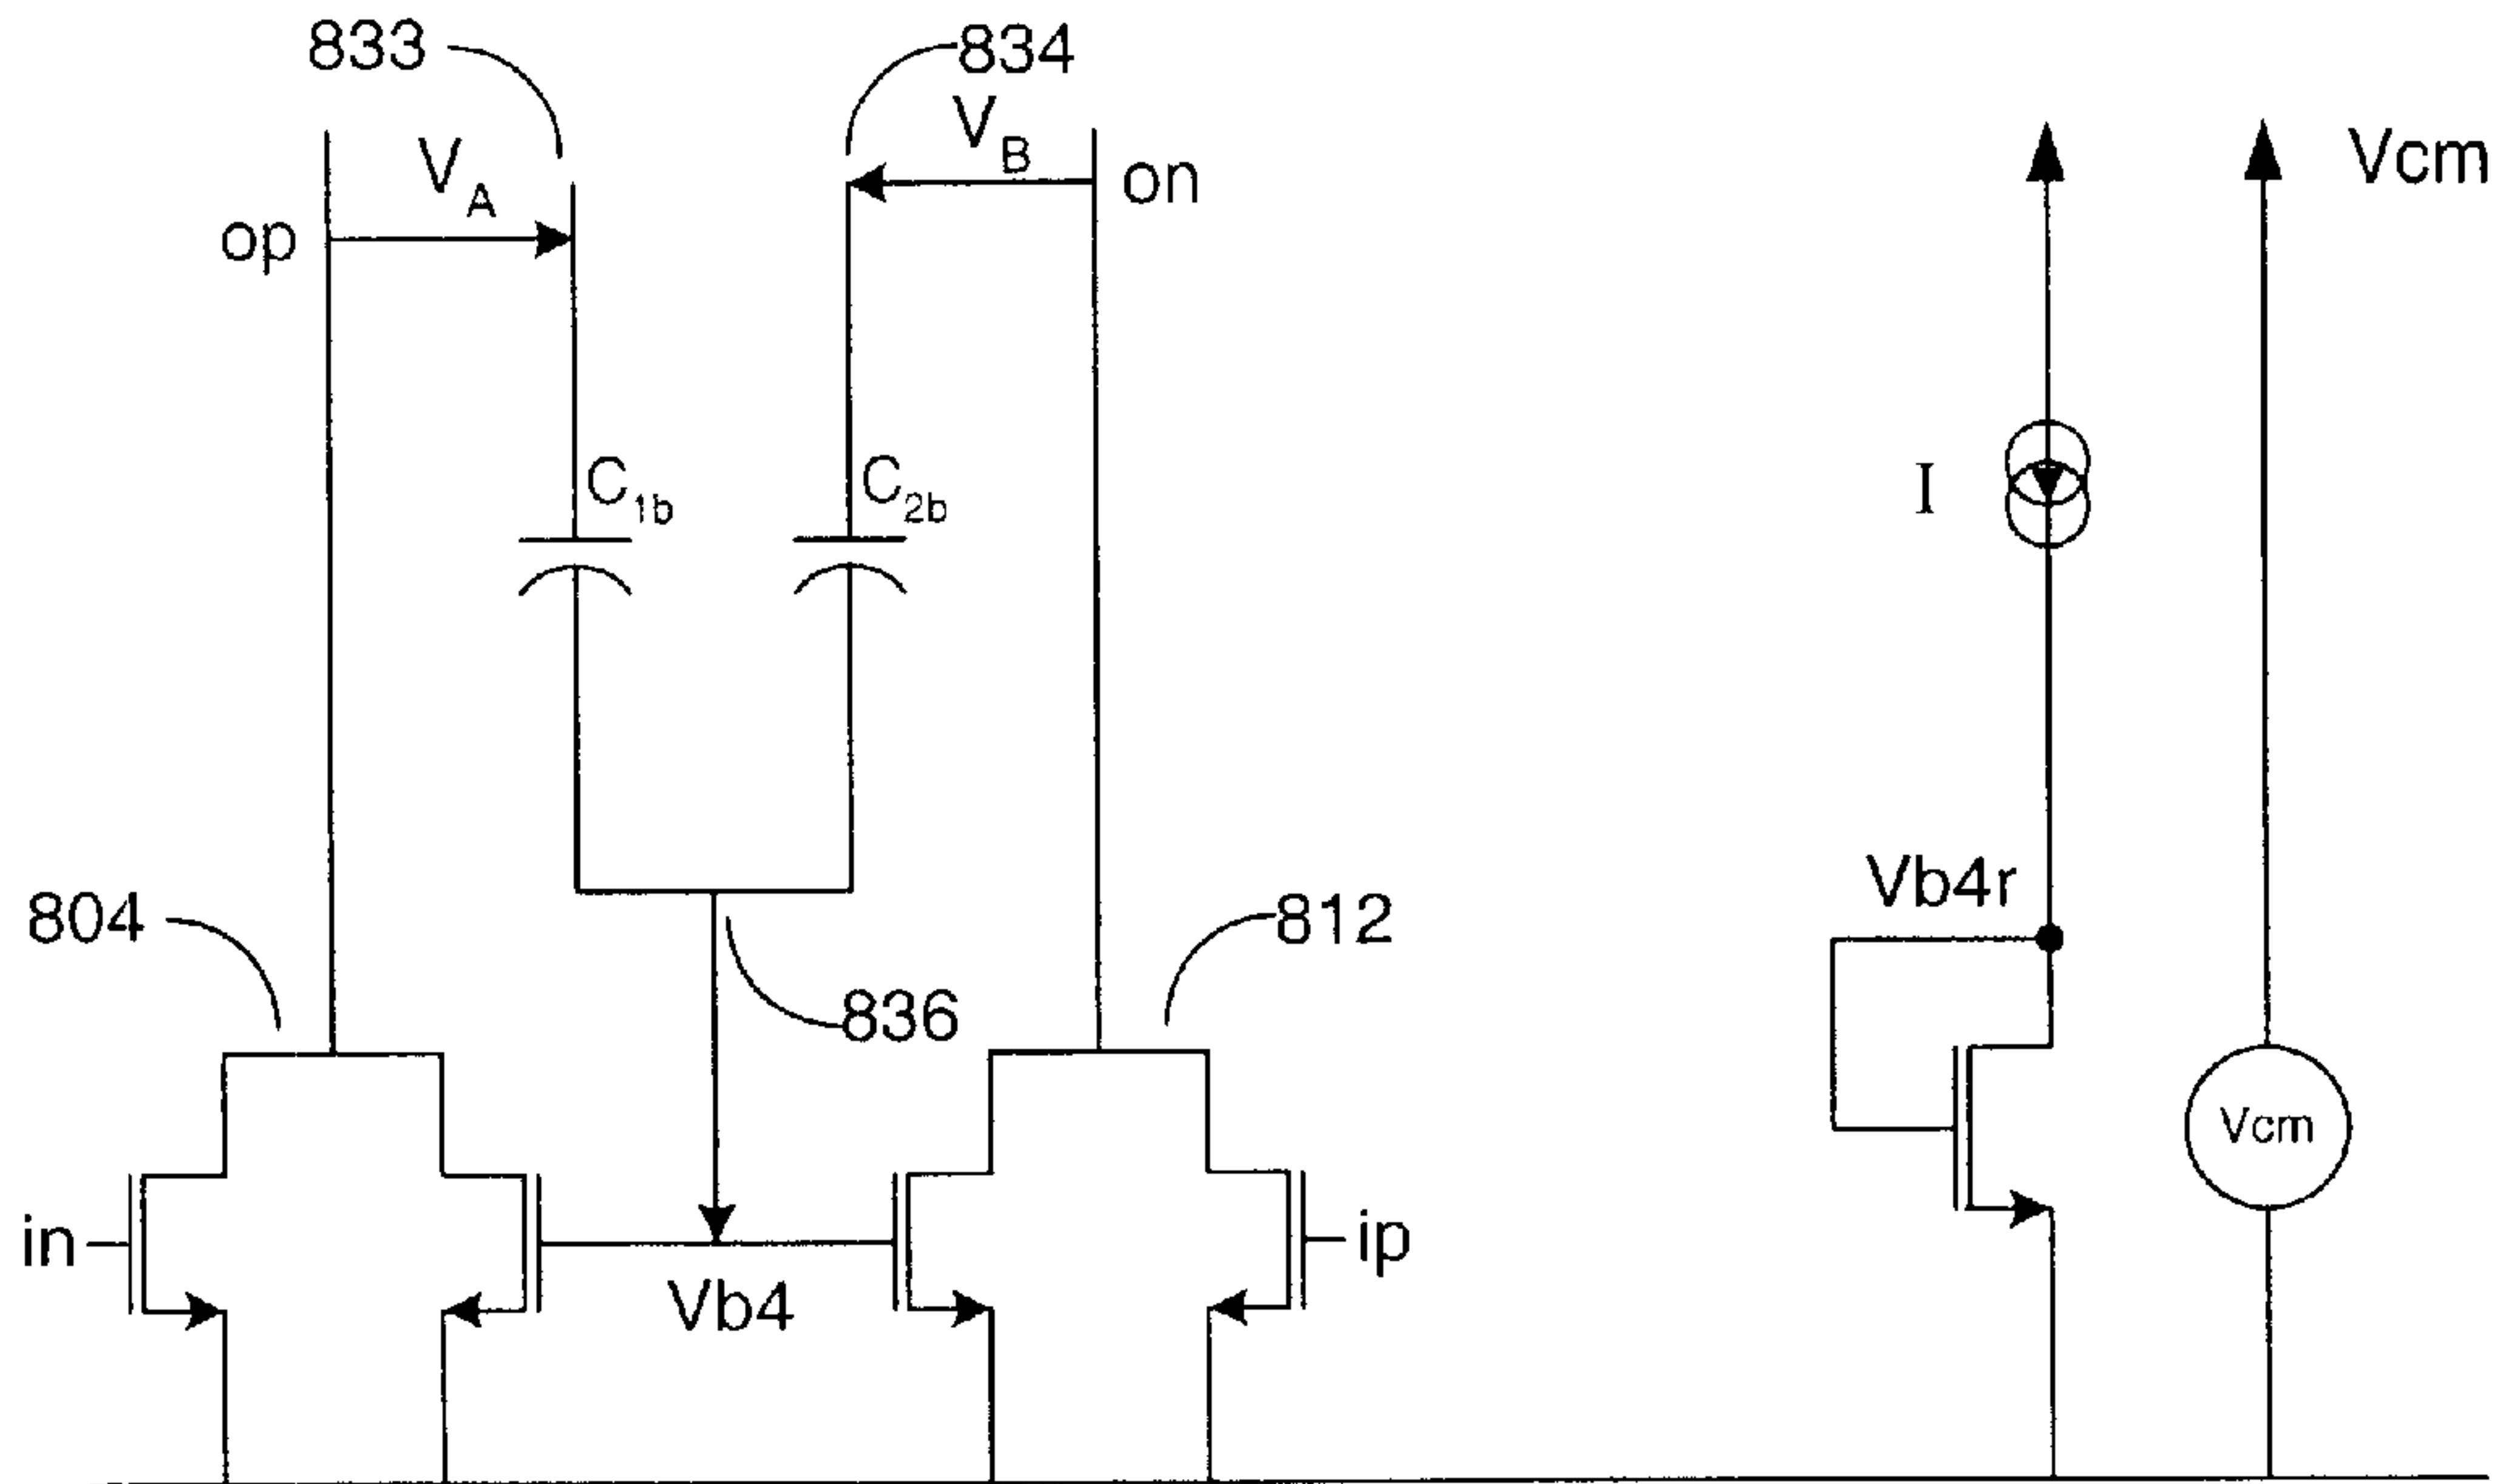 833
834
V_A
V_B
op
on
Vcm
C_1b
C_2b
I
Vb4r
804
812
836
Vcm
in
ip
Vb4